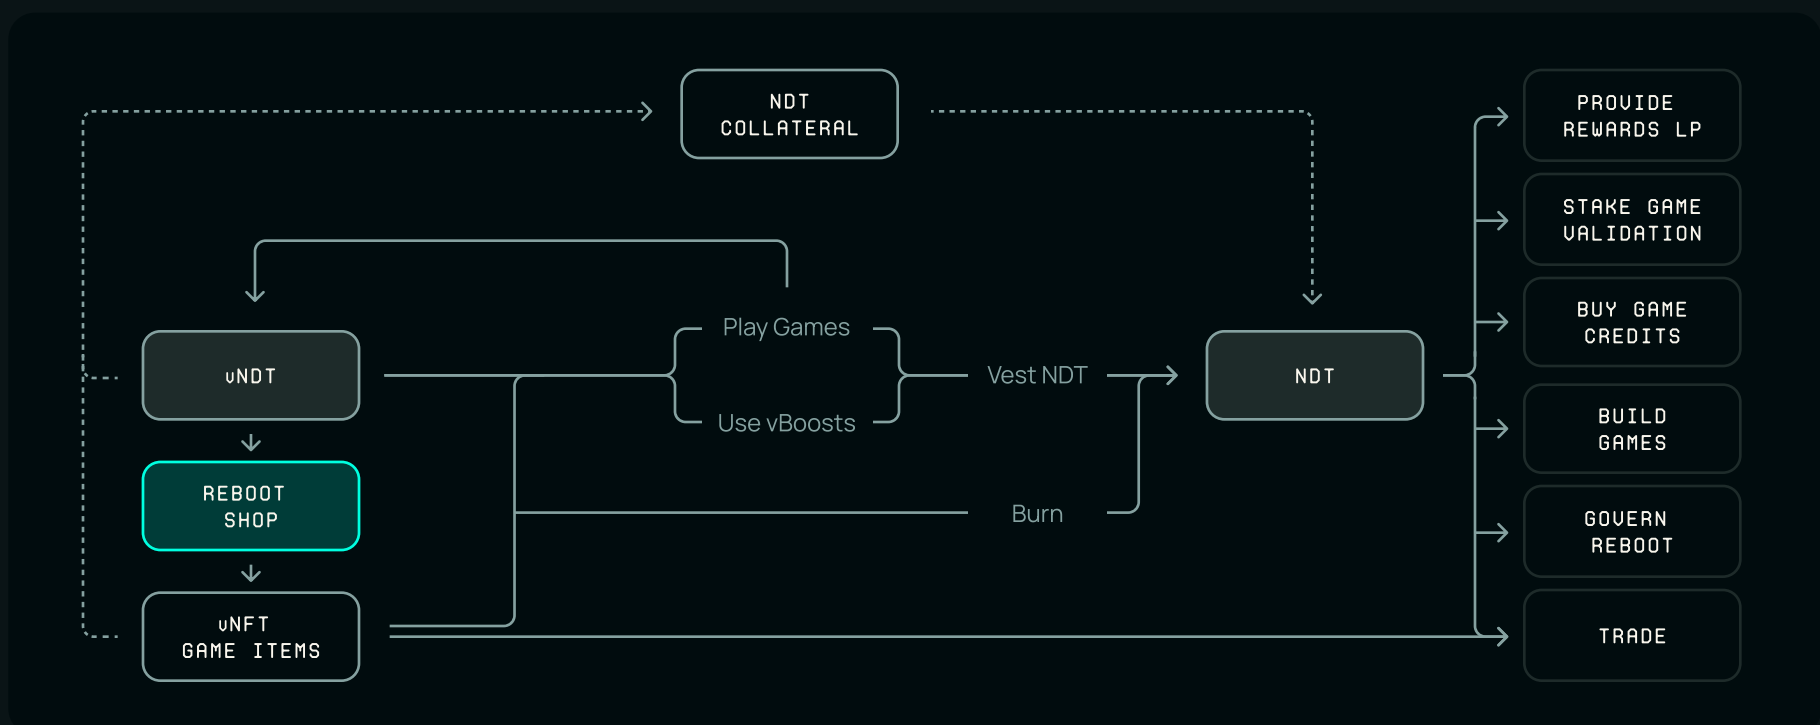 NDT
COLLATERAL
PROVIDE
REWARDS LP
STAKE GAME
VALIDATION
BUY GAME
CREDITS
Play Games
vNDT
Vest NDT
NDT
Use vBoosts
BUILD
GAMES
REBOOT
SHOP
Burn
GOVERN
REBOOT
vNFT
GAME ITEMS
TRADE